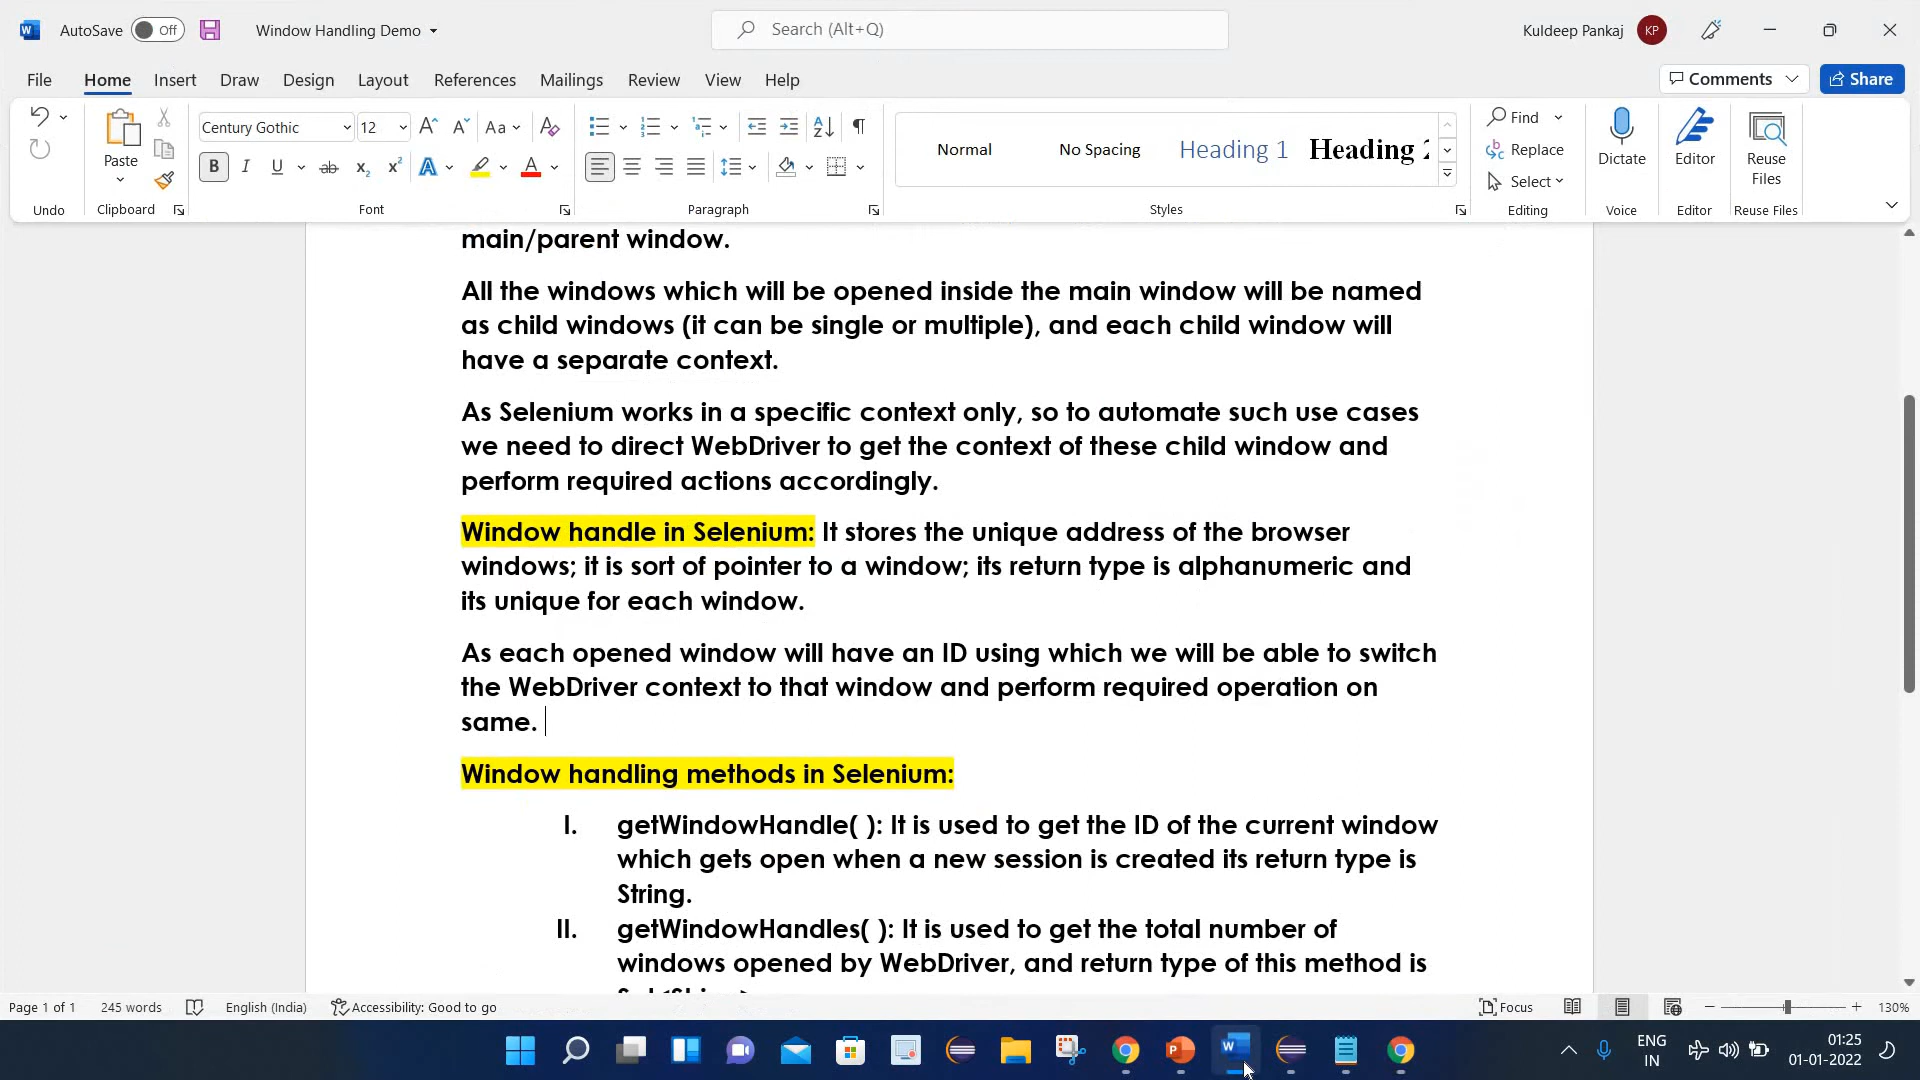 AutoSave Off Window Handling Demo Search (Alt+Q) Kuldeep Pankaj KP
File Home Insert Draw Design Layout References Mailings Review View Help Comments Share
Century Gothic 12 Aa
Paste
B I U ab x2 x2 A A
Normal No Spacing Heading 1 Heading 2
Find
Replace
Select
Dictate Editor Reuse
Files
Undo Clipboard Font Paragraph Styles Editing Voice Editor Reuse Files
main/parent window.
All the windows which will be opened inside the main window will be named
as child windows (it can be single or multiple), and each child window will
have a separate context.
As Selenium works in a specific context only, so to automate such use cases
we need to direct WebDriver to get the context of these child window and
perform required actions accordingly.
Window handle in Selenium: It stores the unique address of the browser
windows; it is sort of pointer to a window; its return type is alphanumeric and
its unique for each window.
As each opened window will have an ID using which we will be able to switch
the WebDriver context to that window and perform required operation on
same.
Window handling methods in Selenium:
I. getWindowHandle( ): It is used to get the ID of the current window
which gets open when a new session is created its return type is
String.
II. getWindowHandles( ): It is used to get the total number of
windows opened by WebDriver, and return type of this method is
Page 1 of 1 245 words English (India) Accessibility: Good to go Focus 130%
ENG
IN
01:25
01-01-2022